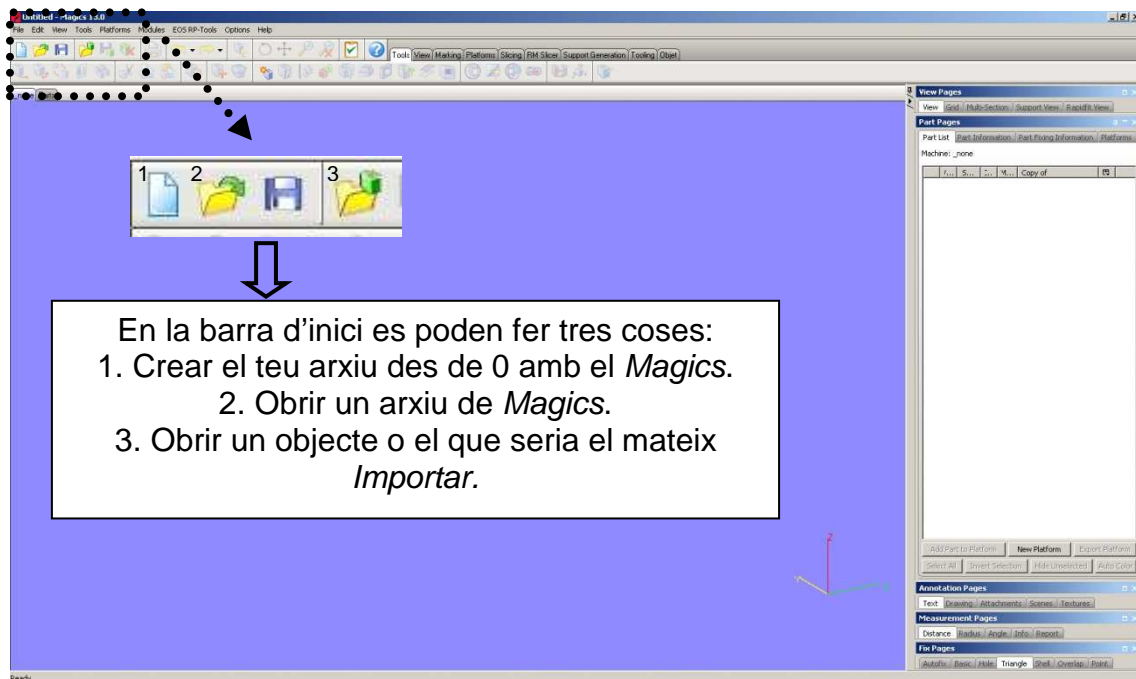 Untitled - Magics 13.0
File Edit View Tools Platforms Modules EOS RP-Tools Options Help
Tools View Marking Platforms Slicing RM Slicer Support Generation Tooling Objet
View Pages
View Grid Multi-Section Support View RapidFit View
Part Pages
Part List Part Information Part Fixing Information Platforms
Machine: _none
S... M... Copy of
1 2 3
En la barra d’inici es poden fer tres coses:
1. Crear el teu arxiu des de 0 amb el Magics.
2. Obrir un arxiu de Magics.
3. Obrir un objecte o el que seria el mateix
Importar.
Z
Add Part to Platform New Platform Export Platform
Select All Invert Selection Hide Unselected Auto Color
Annotation Pages
Text Drawing Attachments Scenes Textures
Measurement Pages
Distance Radius Angle Info Report
Fix Pages
Autofix Basic Hole Triangle Shell Overlap Point
Ready